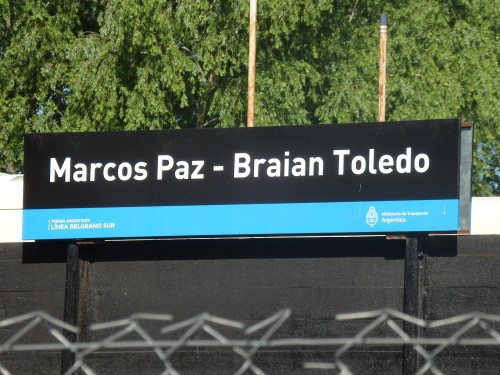 Marcos Paz - Braian Toledo
TRENES ARGENTINOS
LÍNEA BELGRANO SUR
Ministerio de Transporte
Argentina